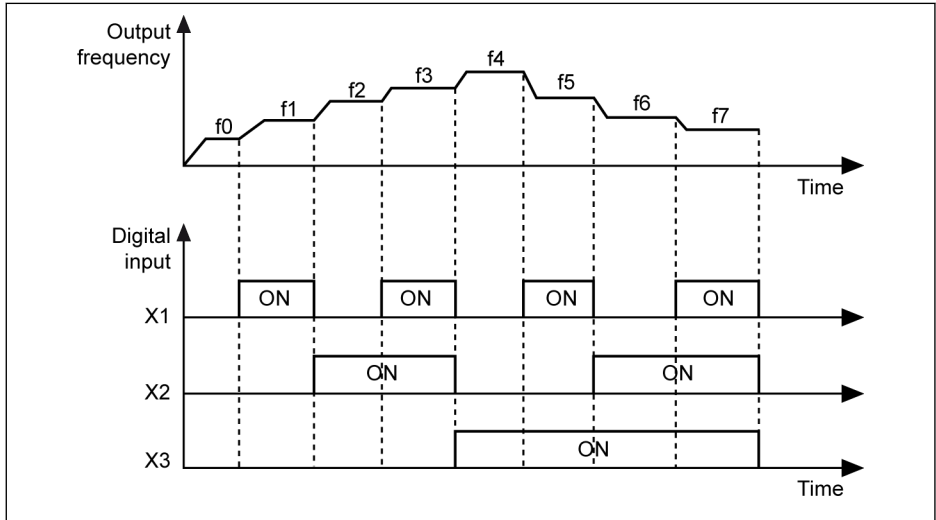 Output
frequency
f0
f1
f2
f3
f4
f5
f6
f7
Time
Digital
input
X1
ON
ON
ON
ON
X2
ON
ON
X3
ON
Time